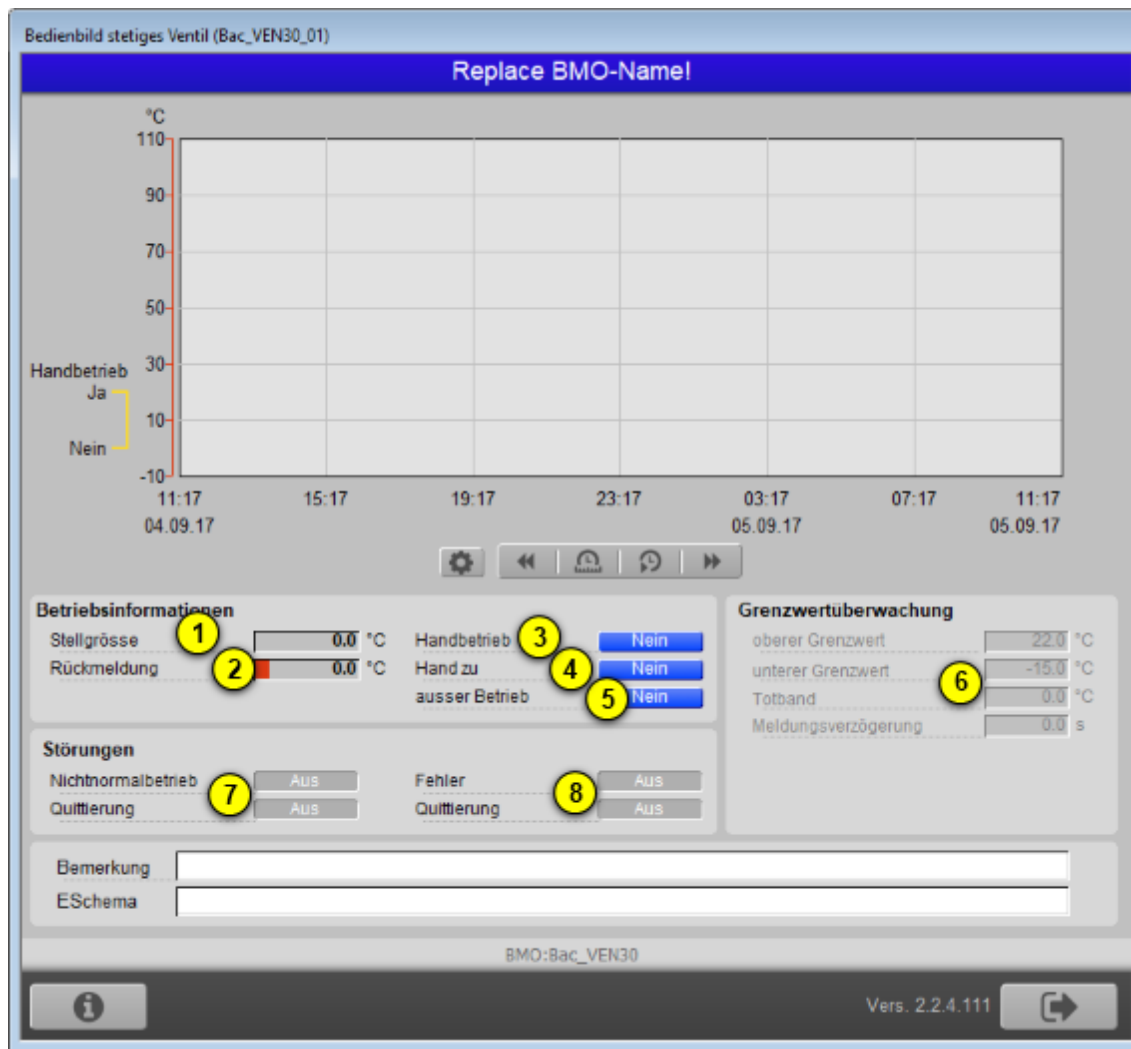 Bedienbild stetiges Ventil (Bac_VEN30_01)
Replace BMO-Name!
°C
110
90
70
50
30
10
-10
Handbetrieb
Ja
Nein
11:17 15:17 19:17 23:17 03:17 07:17 11:17
04.09.17 05.09.17 05.09.17
Betriebsinformationen
Stellgrösse 1 0.0 °C
Rückmeldung 2 0.0 °C
Handbetrieb 3 Nein
Hand zu 4 Nein
ausser Betrieb 5 Nein
Grenzwertüberwachung
oberer Grenzwert 22.0 °C
unterer Grenzwert -15.0 °C
6
Totband 0.0 °C
Meldungsverzögerung 0.0 s
Störungen
Nichtnormalbetrieb Aus
7
Quittierung Aus
Fehler Aus
8
Quittierung Aus
Bemerkung
ESchema
BMO:Bac_VEN30
Vers. 2.2.4.111